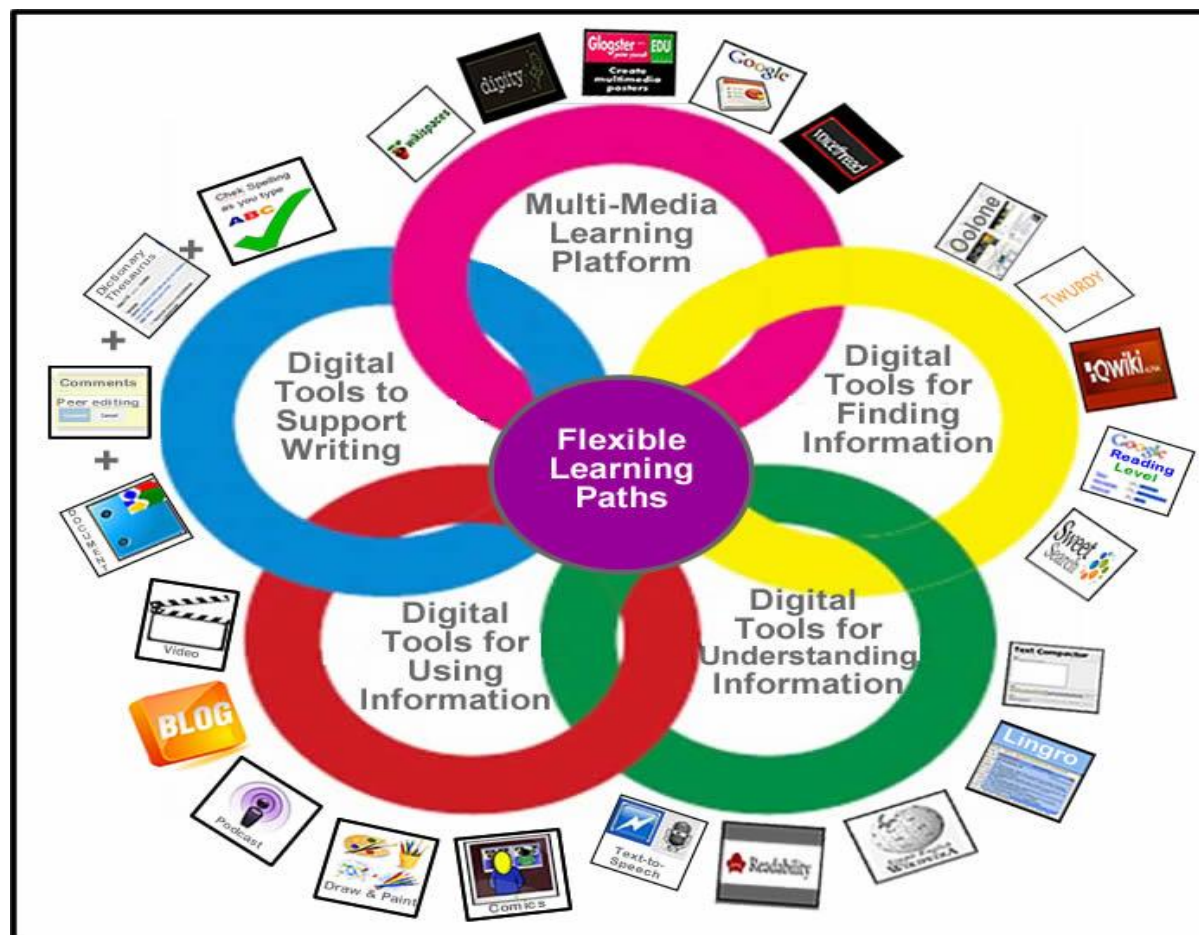 Glogster EDU
Create
multimedia
posters
Google
dipity
wikispaces
voicethread
Chek Spelling
as you type
ABC
Multi-Media
Learning
Platform
Oolone
TWURDY
Qwiki
Google
Reading
Level
Sweet
Search
Dictionary
Thesaurus
+
+
+
Comments
Peer editing
DOCUMENT
Digital
Tools to
Support
Writing
Digital
Tools for
Finding
Information
Flexible
Learning
Paths
Digital
Tools for
Using
Information
Digital
Tools for
Understanding
Information
Video
BLOG
Podcast
Draw & Paint
Comics
Text-to-
Speech
Readability
WIKIPEDIA
Lingro
Text Compactor